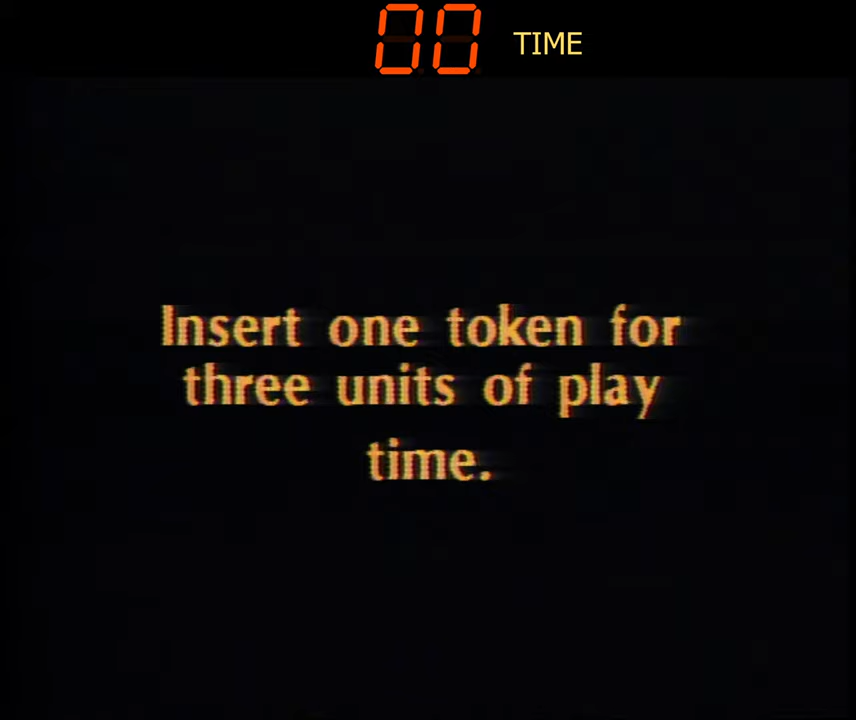 00 TIME
Insert one token for
three units of play
time.